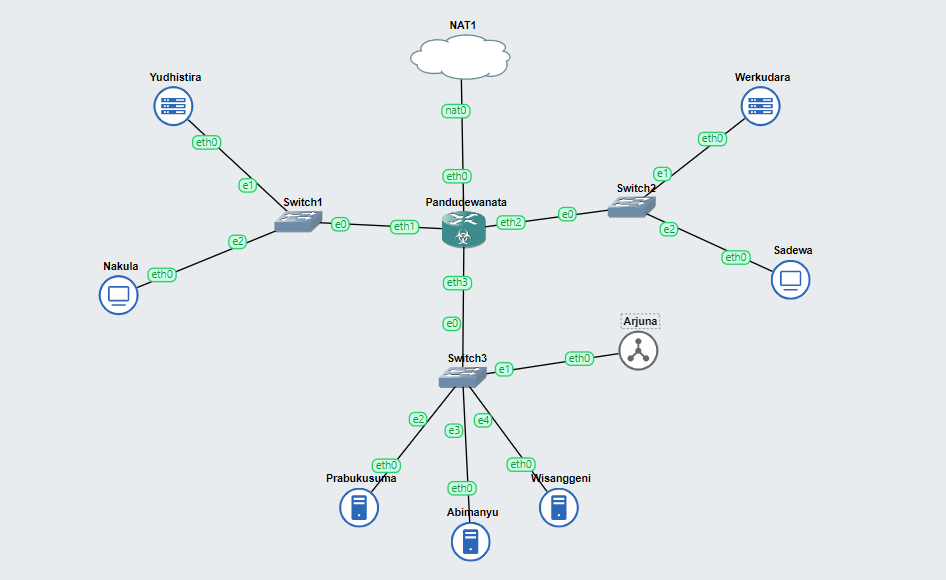 NAT1
Yudhistira
Werkudara
nat0
eth0
eth0
e1
eth0
e1
Switch1
Pandudewanata
Switch2
e0
eth1
eth2
e0
e2
e2
Nakula
eth0
eth0
Sadewa
eth3
e0
Arjuna
Switch3
e1
eth0
e2
e3
e4
eth0
eth0
Prabukusuma
Wisanggeni
eth0
Abimanyu